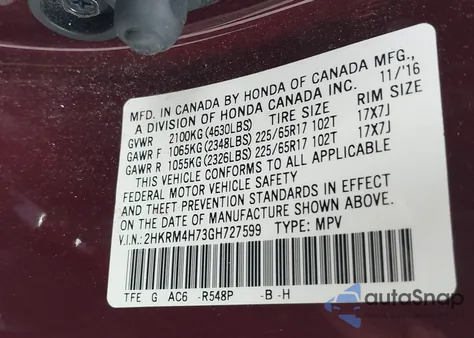 MFD. IN CANADA BY HONDA OF CANADA MFG.,
A DIVISION OF HONDA CANADA INC. 11/'16
GVWR 2100KG (4630LBS) TIRE SIZE RIM SIZE
GAWR F 1065KG (2348LBS) 225/65R17 102T 17X7J
GAWR R 1055KG (2326LBS) 225/65R17 102T 17X7J
THIS VEHICLE CONFORMS TO ALL APPLICABLE
FEDERAL MOTOR VEHICLE SAFETY
AND THEFT PREVENTION STANDARDS IN EFFECT
ON THE DATE OF MANUFACTURE SHOWN ABOVE.
V.I.N.: 2HKRM4H73GH727599 TYPE: MPV
TFE G AC6 -R548P -B -H
autoSnap